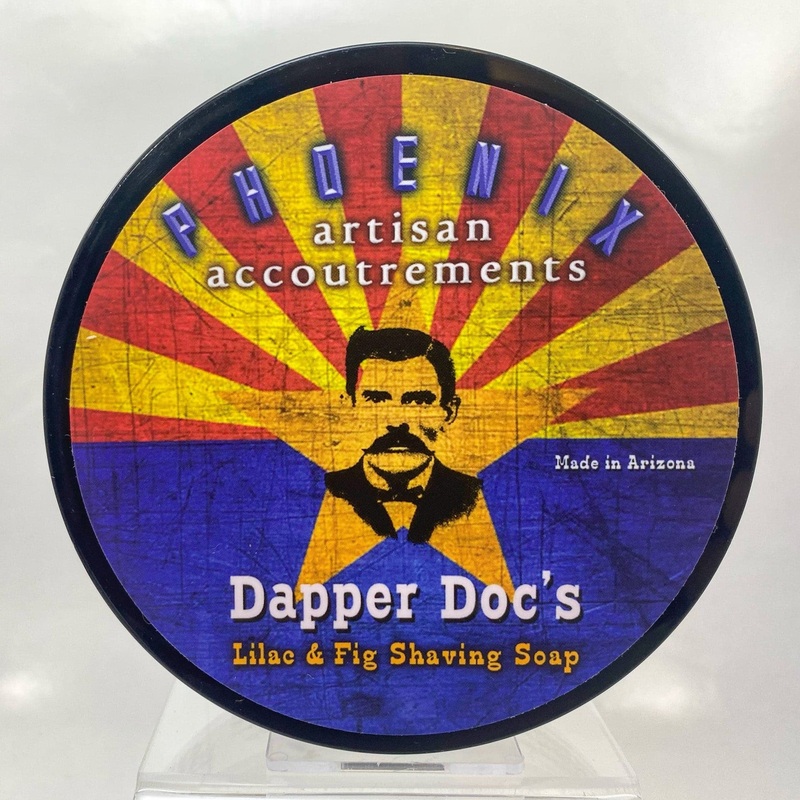 PHOENIX
artisan
accoutrements
Made in Arizona
Dapper Doc's
Lilac & Fig Shaving Soap